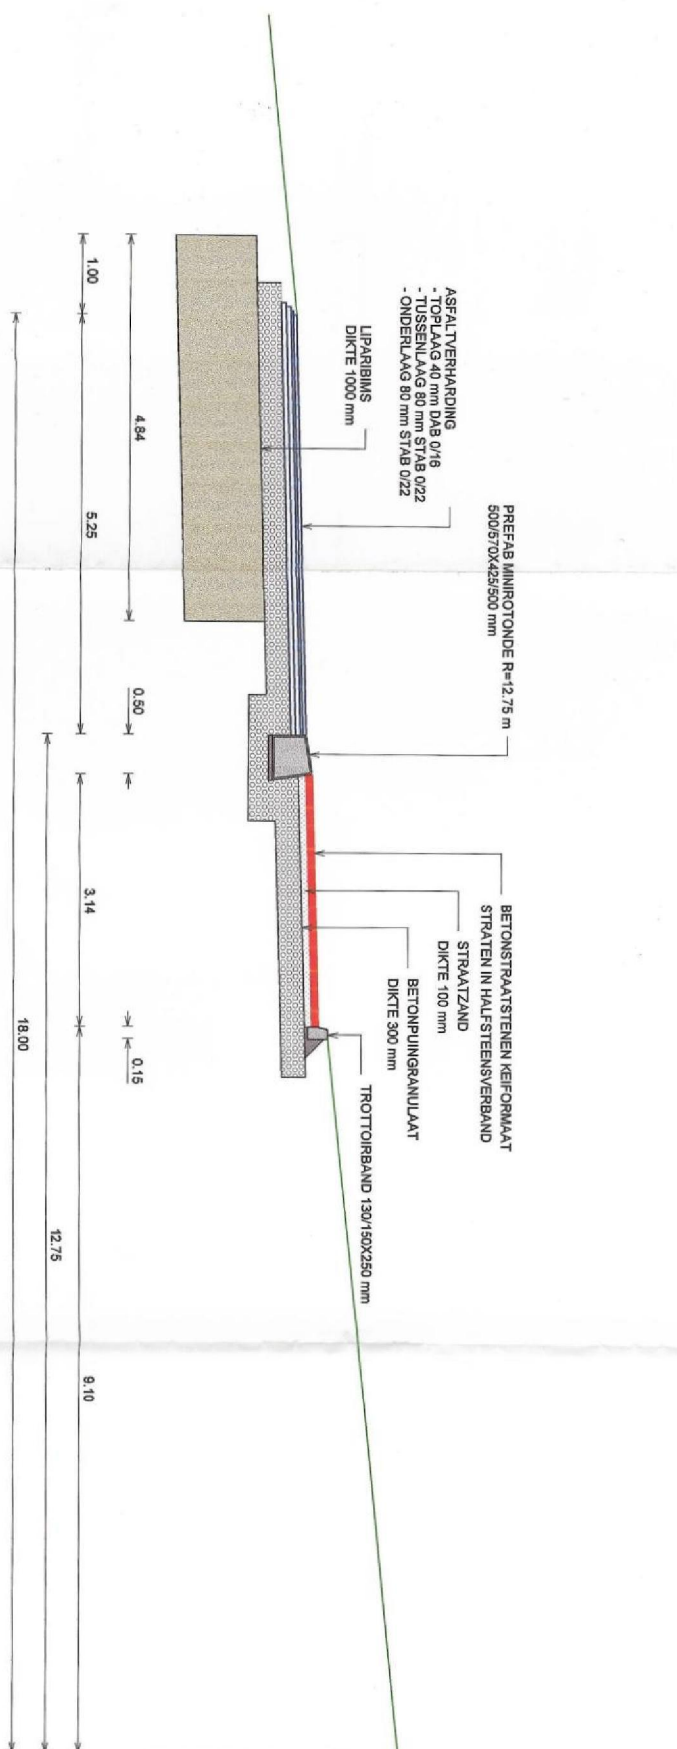 PREFAB MINIROTONDE R=12.75 m
500/570X425/500 mm
ASFALTVERHARDING
- TOPLAAG 40 mm DAB 0/16
- TUSSENLAAG 80 mm STAB 0/22
- ONDERLAAG 80 mm STAB 0/22
LIPARIBIMS
DIKTE 1000 mm
BETONSTRAATSTENEN KEIFORMAAT
STRATEN IN HALFSTEENSVERBAND
STRAATZAND
DIKTE 100 mm
BETONPUINGRANULAAT
DIKTE 300 mm
TROTTOIRBAND 130/150X250 mm
4.84
0.50
0.15
1.00
5.25
3.14
9.10
12.75
18.00